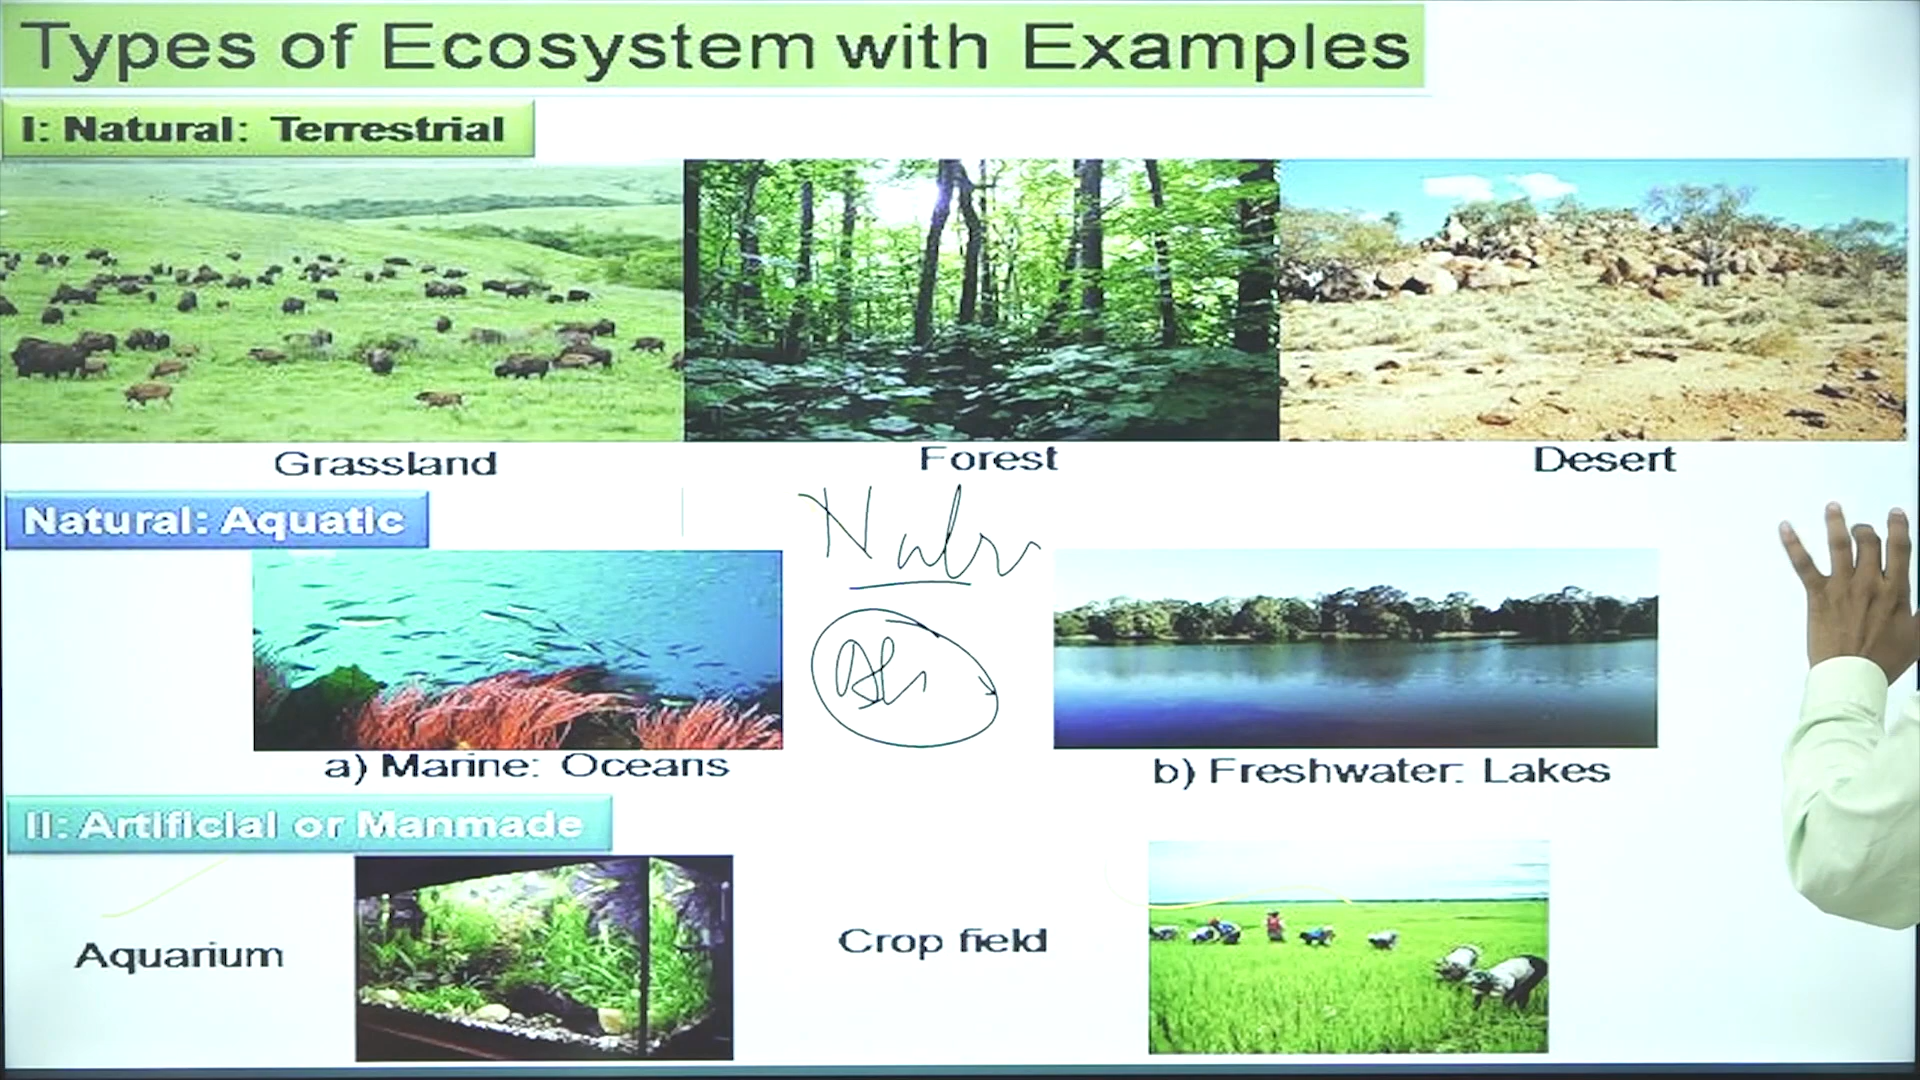 Types of Ecosystem with Examples
I: Natural: Terrestrial
Grassland
Forest
Desert
Natural: Aquatic
a) Marine: Oceans
b) Freshwater: Lakes
II: Artificial or Manmade
Aquarium
Crop field